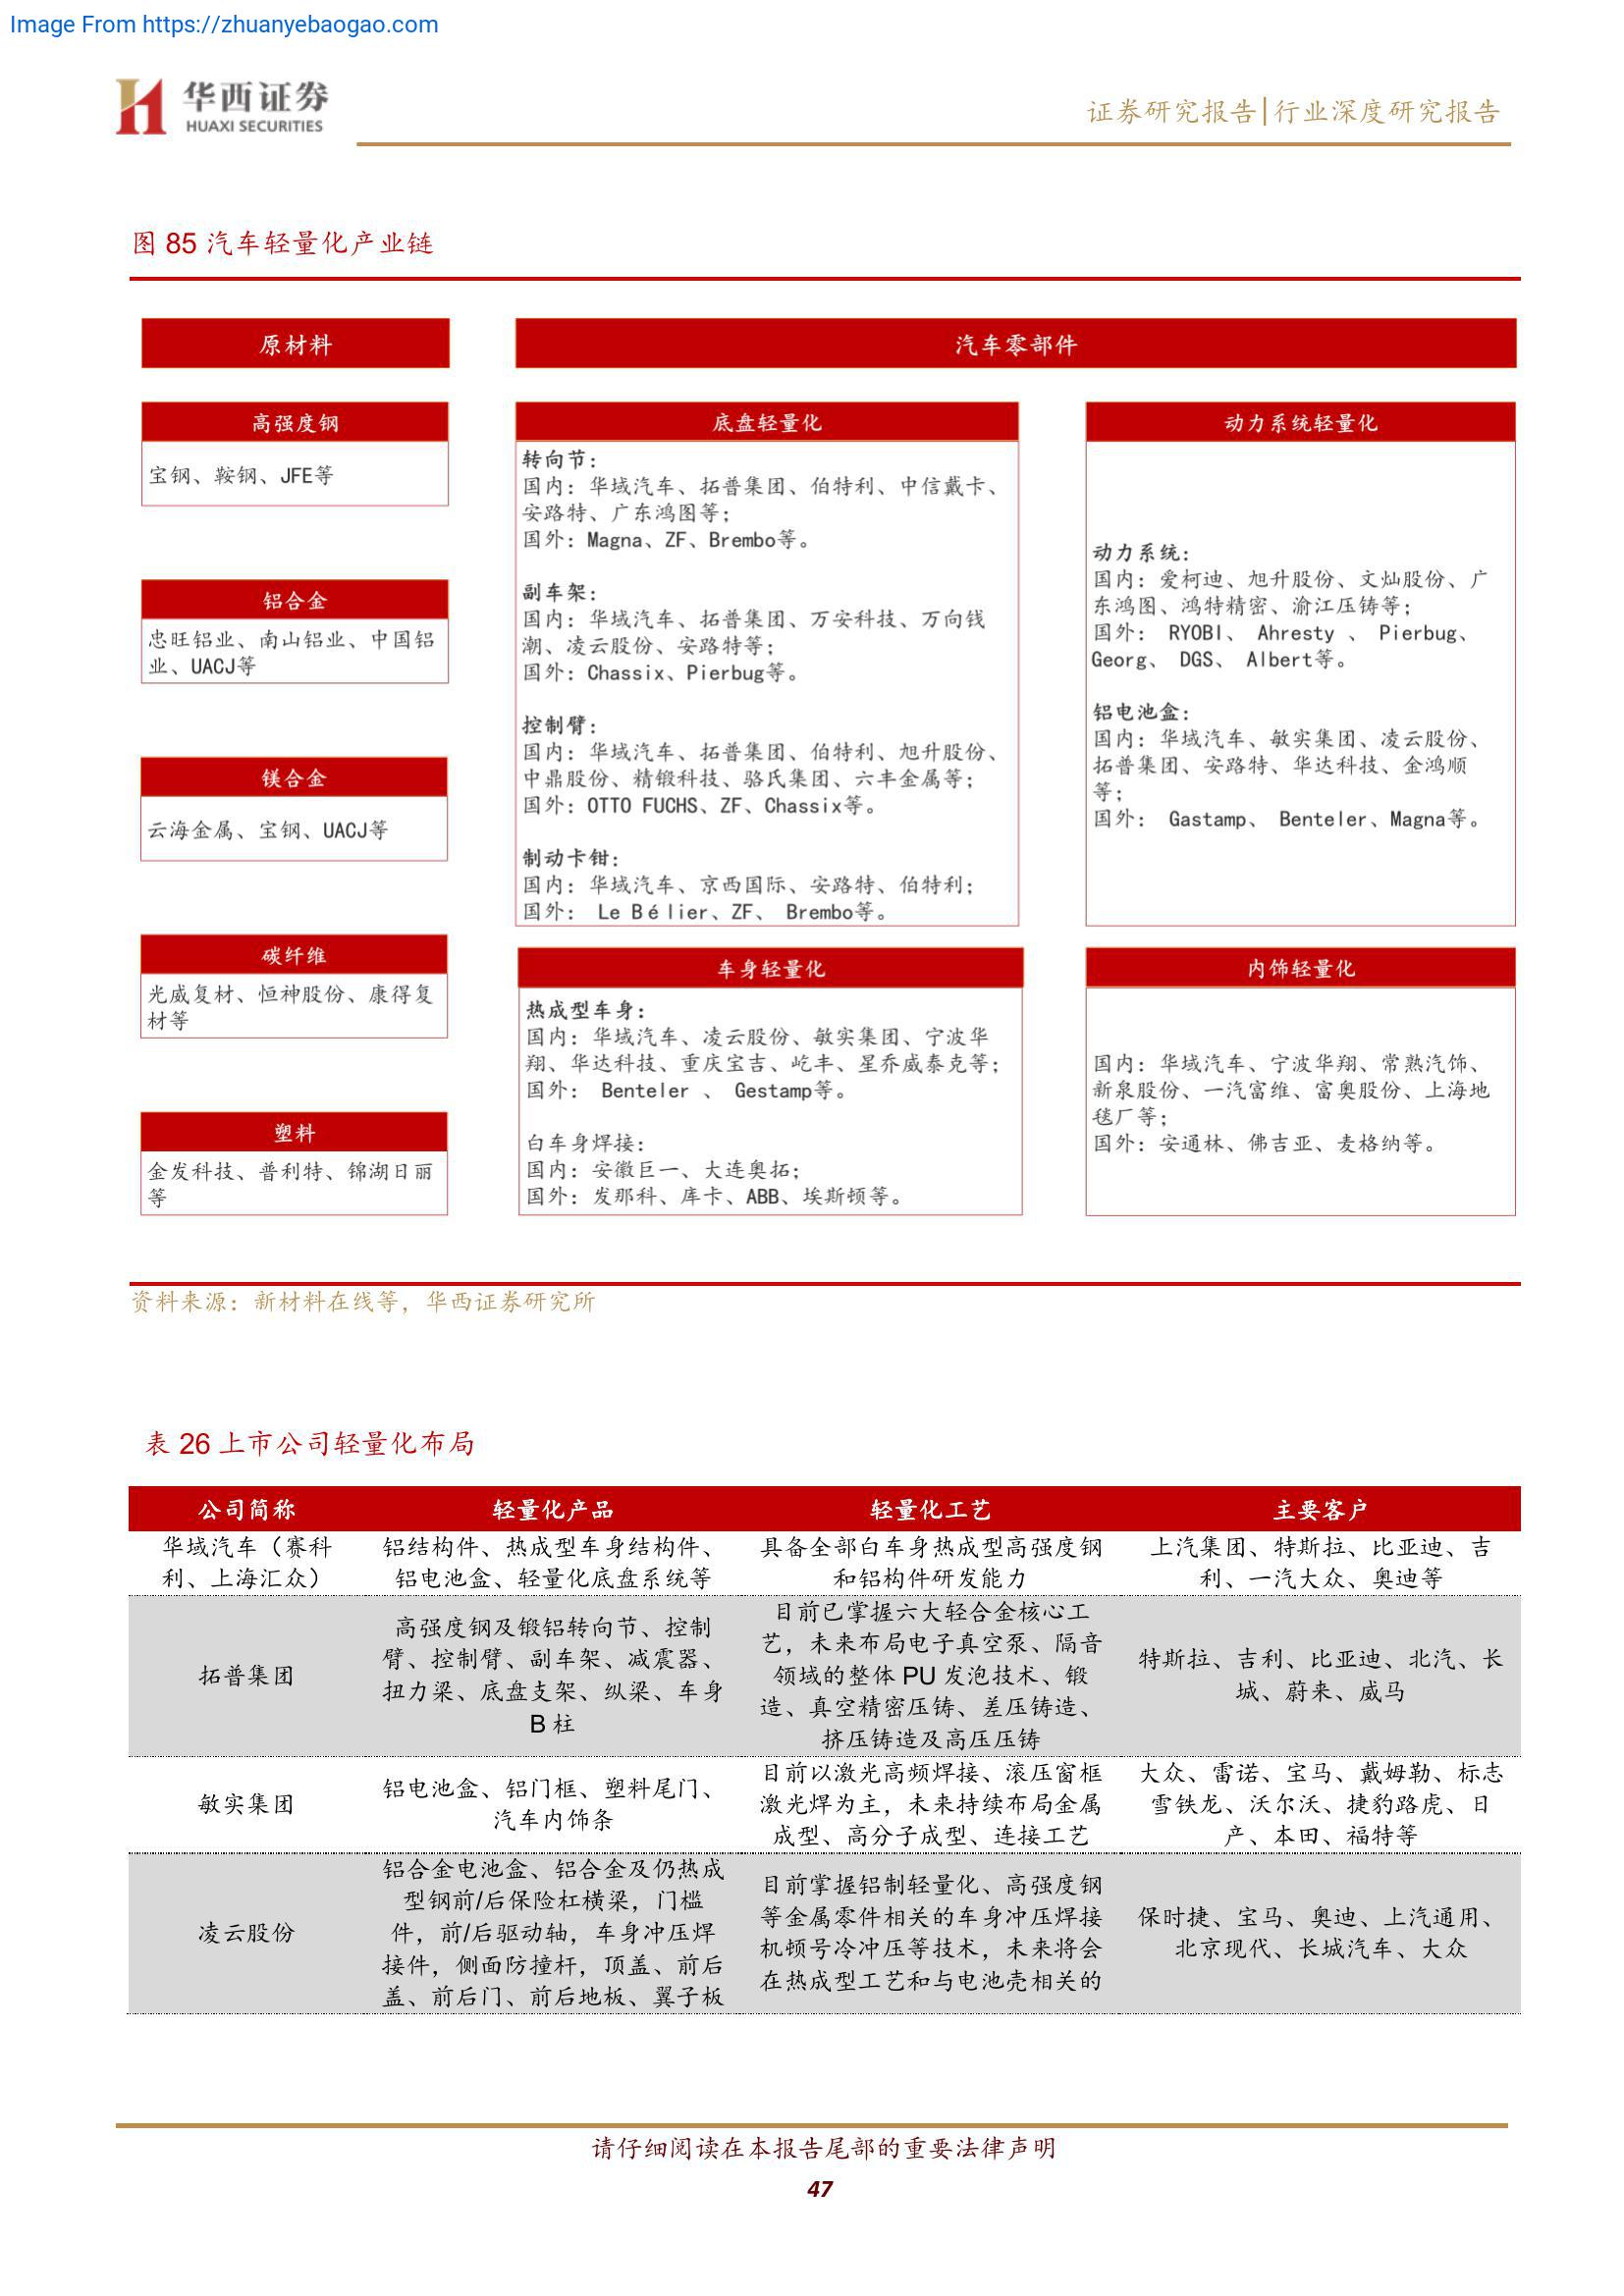 Image From https://zhuanyebaogao.com
华西证券
HUAXI SECURITIES
证券研究报告|行业深度研究报告
图 85 汽车轻量化产业链
原材料
汽车零部件
高强度钢
宝钢、鞍钢、JFE等
铝合金
忠旺铝业、南山铝业、中国铝
业、UACJ等
镁合金
云海金属、宝钢、UACJ等
碳纤维
光威复材、恒神股份、康得复
材等
塑料
金发科技、普利特、锦湖日丽
等
底盘轻量化
转向节：
国内：华域汽车、拓普集团、伯特利、中信戴卡、
安路特、广东鸿图等；
国外：Magna、ZF、Brembo等。
副车架：
国内：华域汽车、拓普集团、万安科技、万向钱
潮、凌云股份、安路特等；
国外：Chassix、Pierbug等。
控制臂：
国内：华域汽车、拓普集团、伯特利、旭升股份、
中鼎股份、精锻科技、骆氏集团、六丰金属等；
国外：OTTO FUCHS、ZF、Chassix等。
制动卡钳：
国内：华域汽车、京西国际、安路特、伯特利；
国外： Le Bélier、ZF、 Brembo等。
动力系统轻量化
动力系统：
国内：爱柯迪、旭升股份、文灿股份、广
东鸿图、鸿特精密、渝江压铸等；
国外： RYOBI、 Ahresty 、 Pierbug、
Georg、 DGS、 Albert等。
铝电池盒：
国内：华域汽车、敏实集团、凌云股份、
拓普集团、安路特、华达科技、金鸿顺
等；
国外： Gastamp、 Benteler、Magna等。
车身轻量化
热成型车身：
国内：华域汽车、凌云股份、敏实集团、宁波华
翔、华达科技、重庆宝吉、屹丰、星乔威泰克等；
国外： Benteler 、 Gestamp等。
白车身焊接：
国内：安徽巨一、大连奥拓；
国外：发那科、库卡、ABB、埃斯顿等。
内饰轻量化
国内：华域汽车、宁波华翔、常熟汽饰、
新泉股份、一汽富维、富奥股份、上海地
毯厂等；
国外：安通林、佛吉亚、麦格纳等。
资料来源：新材料在线等，华西证券研究所
表 26 上市公司轻量化布局
公司简称 轻量化产品 轻量化工艺 主要客户
华域汽车（赛科
利、上海汇众）
铝结构件、热成型车身结构件、
铝电池盒、轻量化底盘系统等
具备全部白车身热成型高强度钢
和铝构件研发能力
上汽集团、特斯拉、比亚迪、吉
利、一汽大众、奥迪等
拓普集团
高强度钢及锻铝转向节、控制
臂、控制臂、副车架、减震器、
扭力梁、底盘支架、纵梁、车身
B 柱
目前已掌握六大轻合金核心工
艺，未来布局电子真空泵、隔音
领域的整体 PU 发泡技术、锻
造、真空精密压铸、差压铸造、
挤压铸造及高压压铸
特斯拉、吉利、比亚迪、北汽、长
城、蔚来、威马
敏实集团
铝电池盒、铝门框、塑料尾门、
汽车内饰条
目前以激光高频焊接、滚压窗框
激光焊为主，未来持续布局金属
成型、高分子成型、连接工艺
大众、雷诺、宝马、戴姆勒、标志
雪铁龙、沃尔沃、捷豹路虎、日
产、本田、福特等
凌云股份
铝合金电池盒、铝合金及仍热成
型钢前/后保险杠横梁，门槛
件，前/后驱动轴，车身冲压焊
接件，侧面防撞杆，顶盖、前后
盖、前后门、前后地板、翼子板
目前掌握铝制轻量化、高强度钢
等金属零件相关的车身冲压焊接
机顿号冷冲压等技术，未来将会
在热成型工艺和与电池壳相关的
保时捷、宝马、奥迪、上汽通用、
北京现代、长城汽车、大众
请仔细阅读在本报告尾部的重要法律声明
47